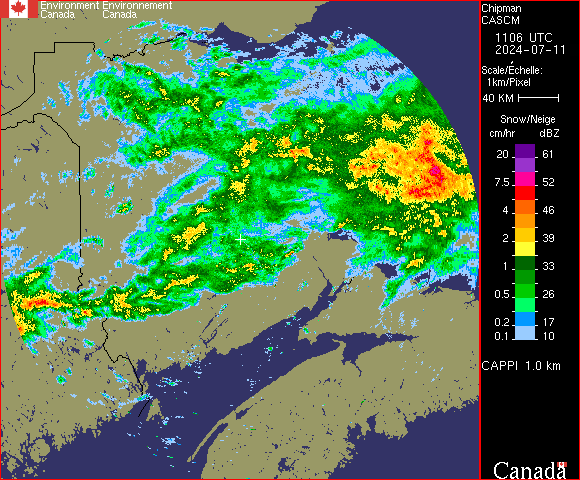 Environment Environnement
Canada Canada
Chipman
CASCM
1106 UTC
2024-07-11
Scale/Échelle:
1km/Pixel
40 KM
Snow/Neige
cm/hr dBZ
20 61
7.5 52
4 46
2 39
1 33
0.5 26
0.2 17
0.1 10
CAPPI 1.0 km
Canada